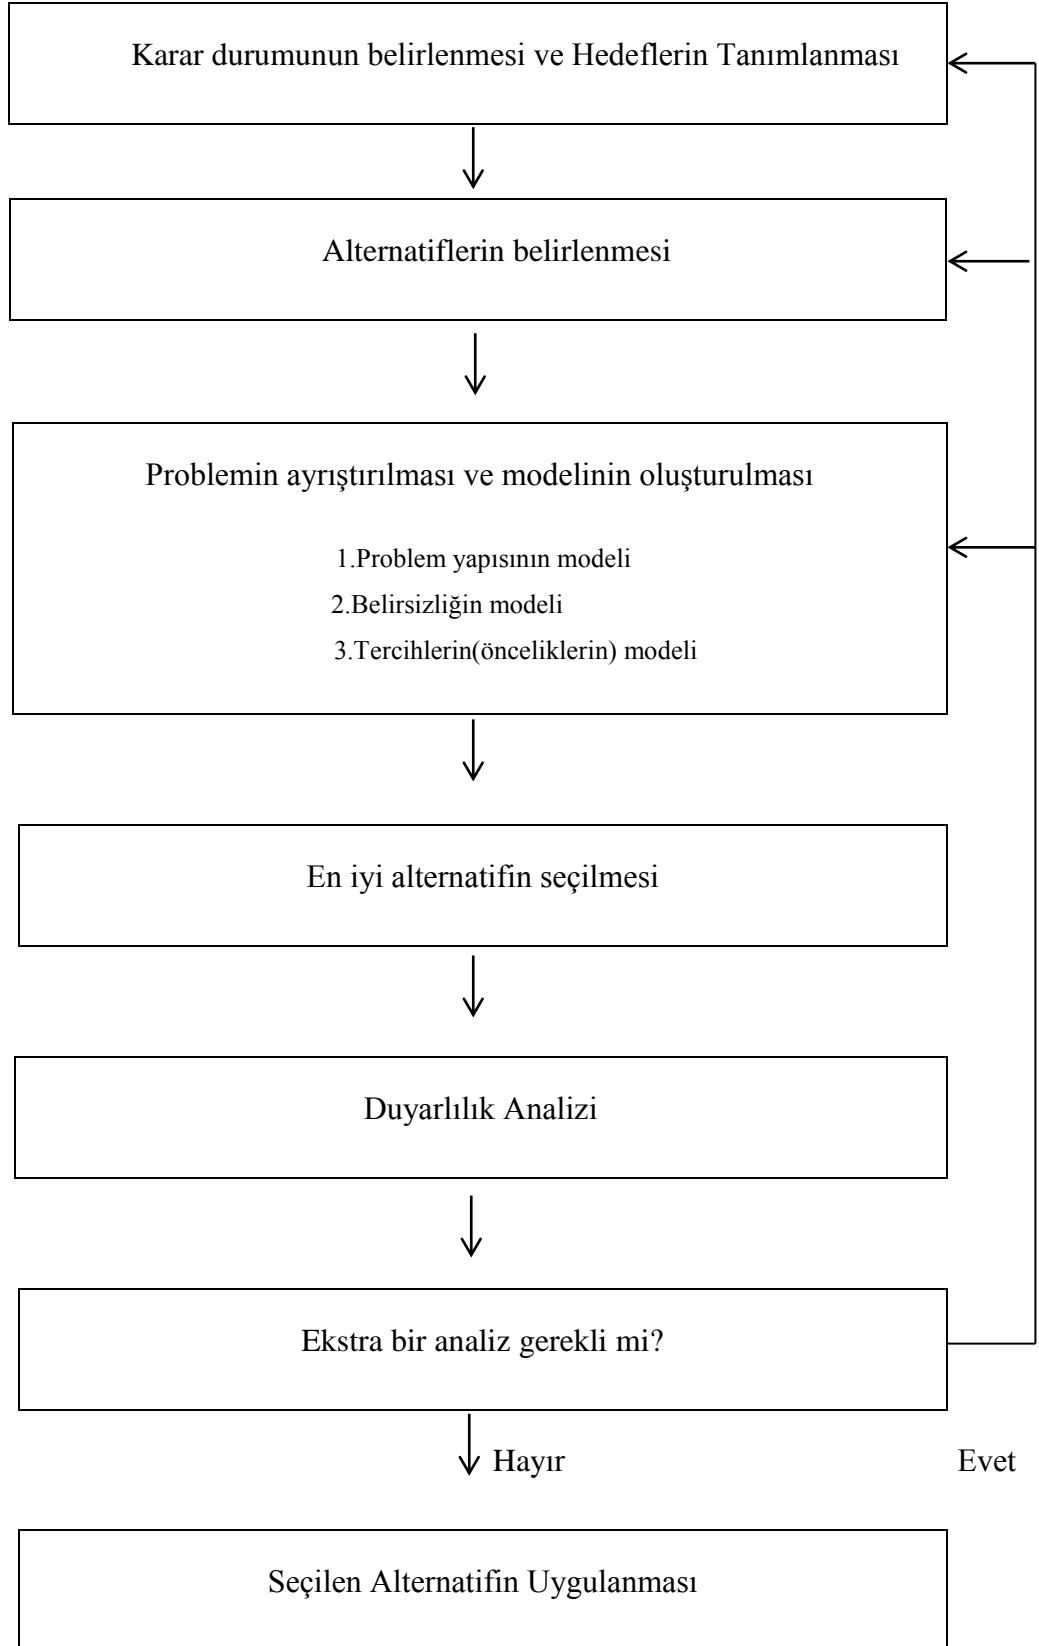 Karar durumunun belirlenmesi ve Hedeflerin Tanımlanması
Alternatiflerin belirlenmesi
Problemin ayrıştırılması ve modelinin oluşturulması
1.Problem yapısının modeli
2.Belirsizliğin modeli
3.Tercihlerin(önceliklerin) modeli
En iyi alternatifin seçilmesi
Duyarlılık Analizi
Ekstra bir analiz gerekli mi?
Hayır
Evet
Seçilen Alternatifin Uygulanması